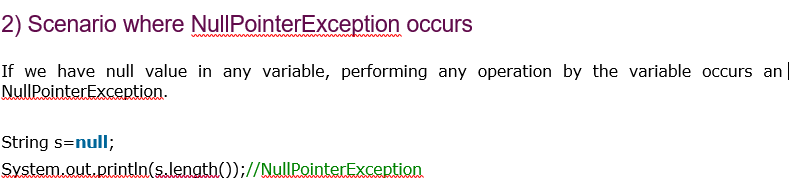 2) Scenario where NullPointerException occurs
If we have null value in any variable, performing any operation by the variable occurs an
NullPointerException.
String s=null;
System.out.println(s.length());//NullPointerException